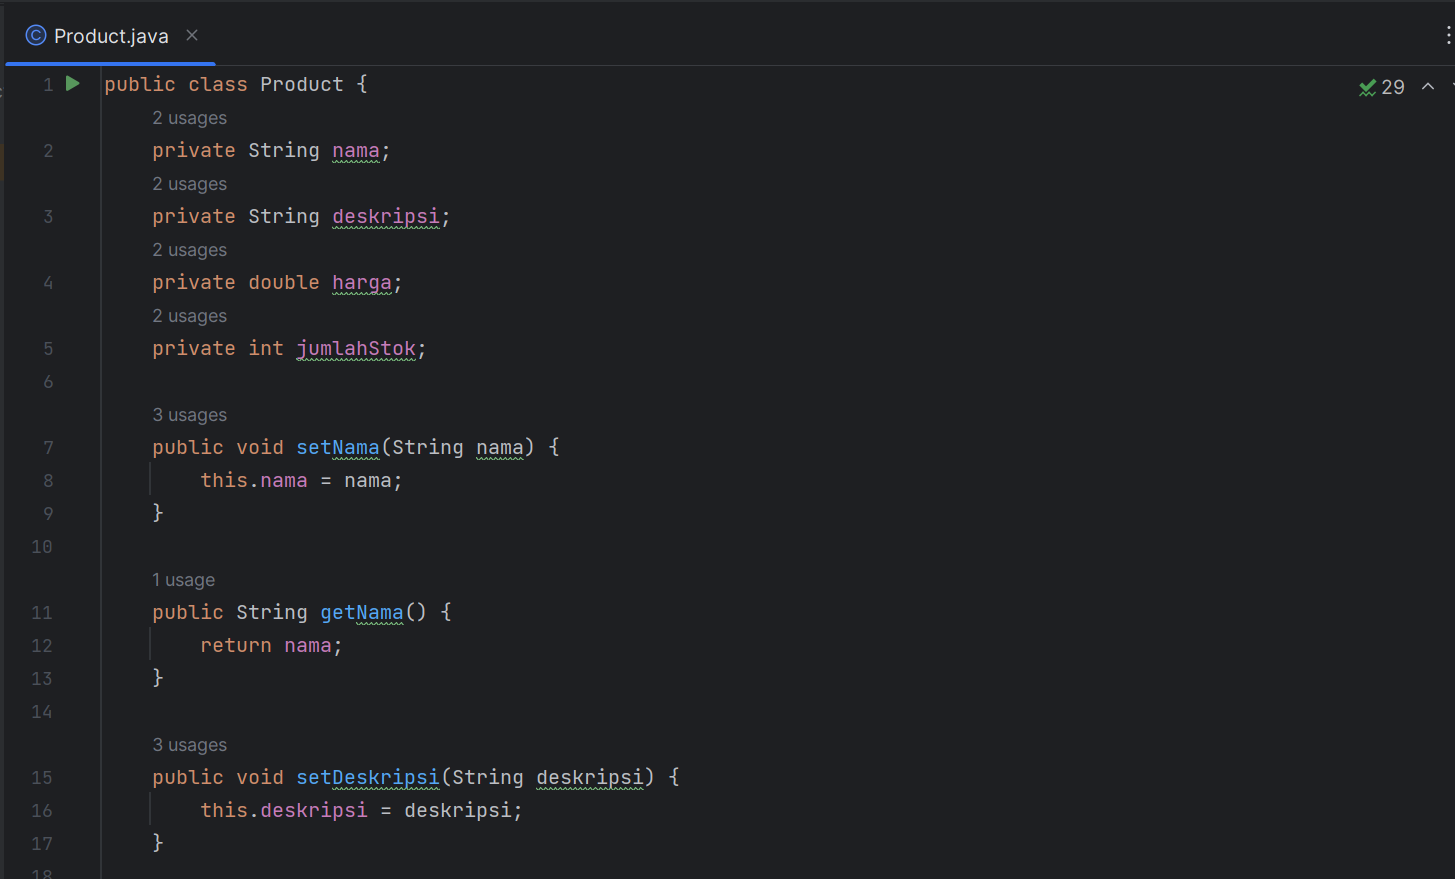 Product.java
1 public class Product {
29
2 usages
2 private String nama;
2 usages
3 private String deskripsi;
2 usages
4 private double harga;
2 usages
5 private int jumlahStok;
6
3 usages
7 public void setNama(String nama) {
8 this.nama = nama;
9 }
10
1 usage
11 public String getNama() {
12 return nama;
13 }
14
3 usages
15 public void setDeskripsi(String deskripsi) {
16 this.deskripsi = deskripsi;
17 }
18